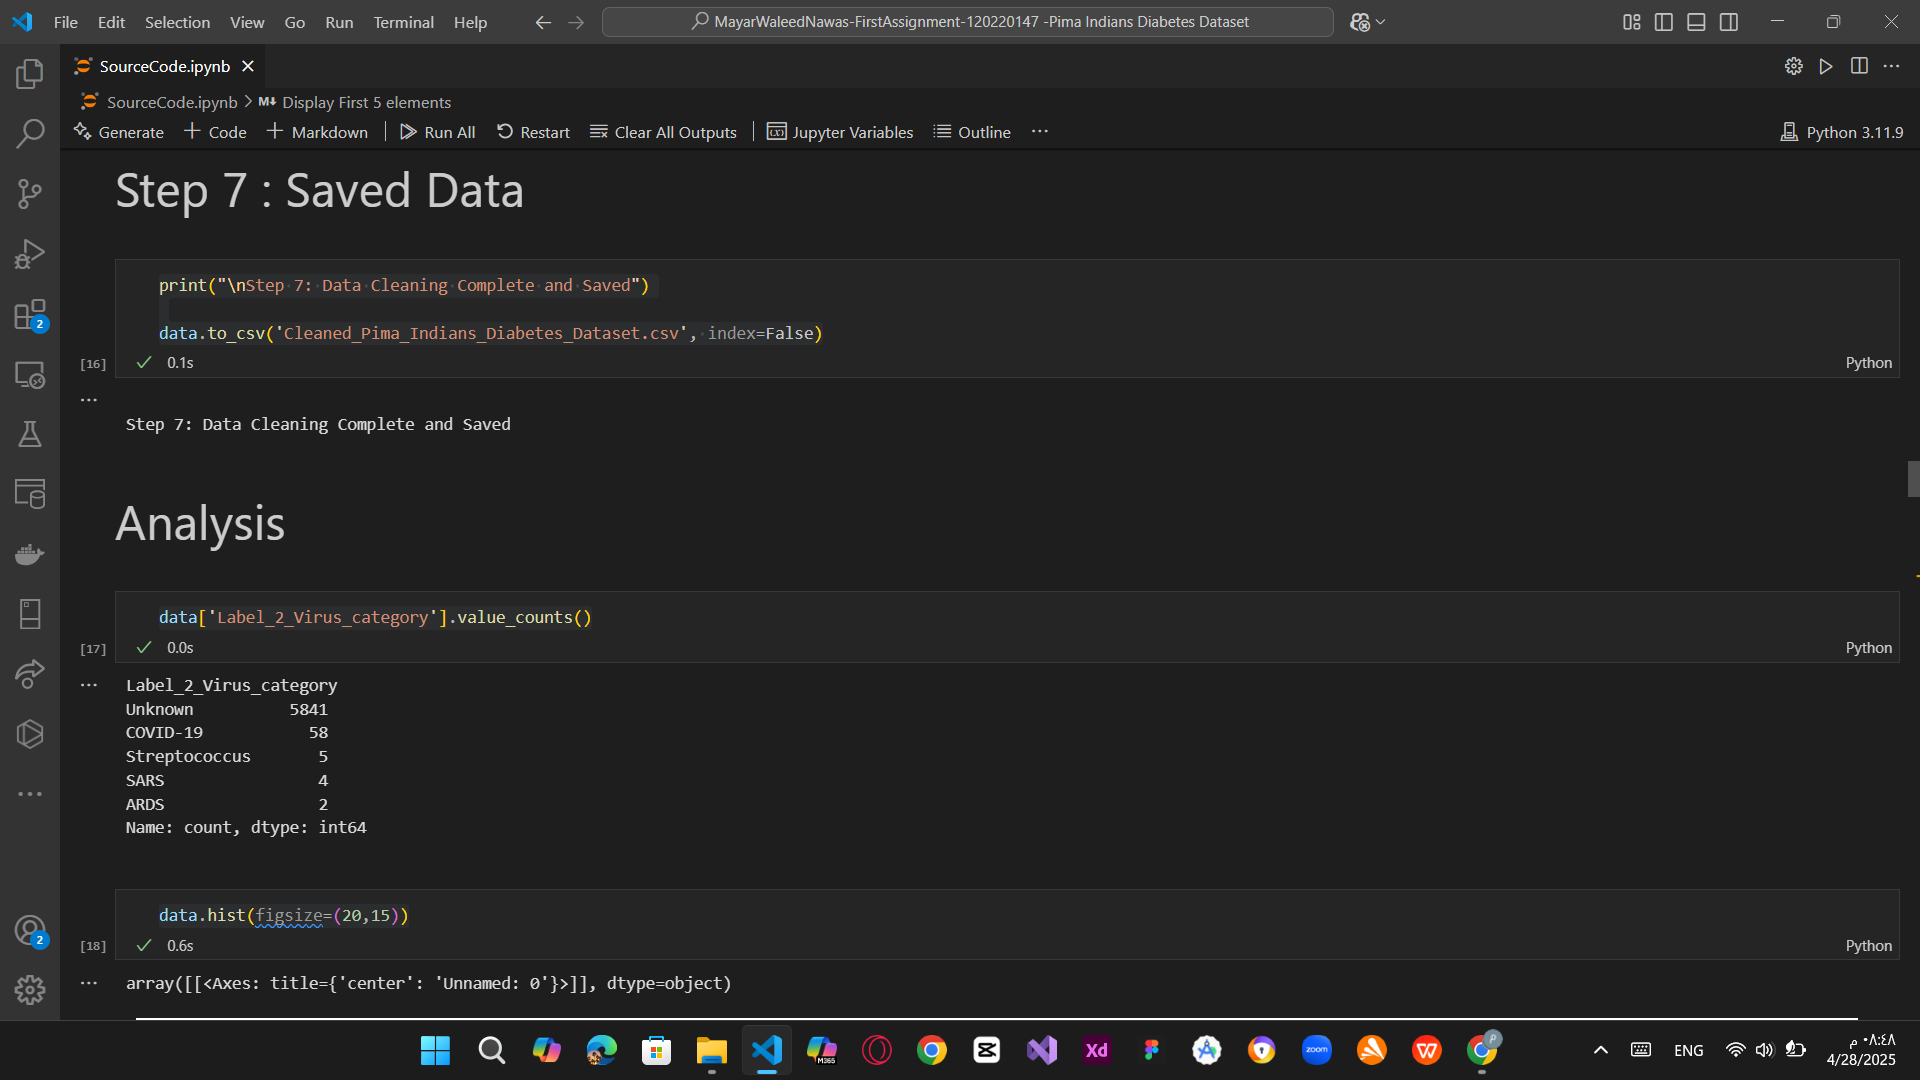 File Edit Selection View Go Run Terminal Help
MayarWaleedNawas-FirstAssignment-120220147 -Pima Indians Diabetes Dataset
SourceCode.ipynb
SourceCode.ipynb > M↓ Display First 5 elements
Generate + Code + Markdown Run All Restart Clear All Outputs Jupyter Variables Outline ...
Python 3.11.9
Step 7 : Saved Data
print("\nStep 7: Data Cleaning Complete and Saved")
data.to_csv('Cleaned_Pima_Indians_Diabetes_Dataset.csv', index=False)
[16] 0.1s Python
...
Step 7: Data Cleaning Complete and Saved
Analysis
data['Label_2_Virus_category'].value_counts()
[17] 0.0s Python
... Label_2_Virus_category
Unknown 5841
COVID-19 58
Streptococcus 5
SARS 4
ARDS 2
Name: count, dtype: int64
data.hist(figsize=(20,15))
[18] 0.6s Python
... array([[<Axes: title={'center': 'Unnamed: 0'}>]], dtype=object)
2
2
M365
Xd
zoom
W
P
ENG
٠٨:٤٨ م
4/28/2025